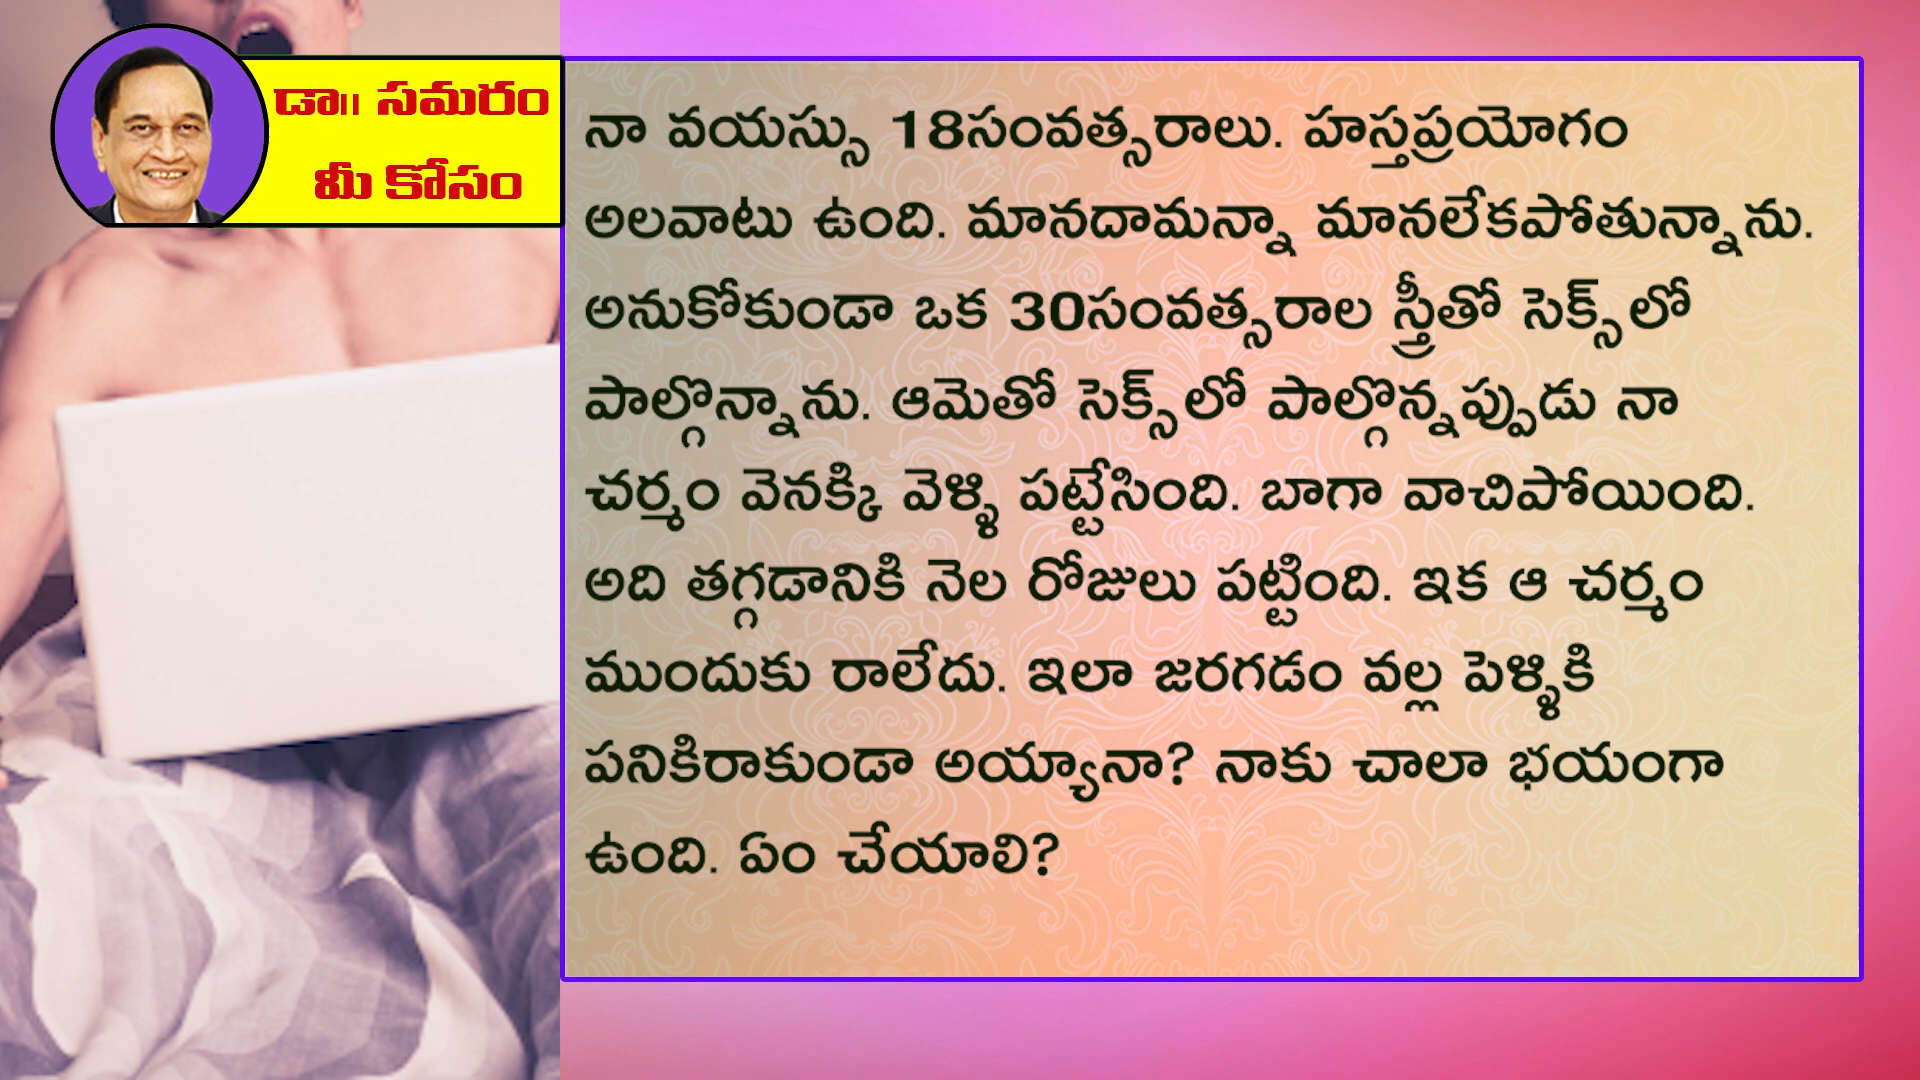 డా॥ సమరం
మీ కోసం
నా వయస్సు 18సంవత్సరాలు. హస్తప్రయోగం
అలవాటు ఉంది. మానదామన్నా మానలేకపోతున్నాను.
అనుకోకుండా ఒక 30సంవత్సరాల స్త్రీతో సెక్స్‌లో
పాల్గొన్నాను. ఆమెతో సెక్స్‌లో పాల్గొన్నప్పుడు నా
చర్మం వెనక్కి వెళ్ళి పట్టేసింది. బాగా వాచిపోయింది.
అది తగ్గడానికి నెల రోజులు పట్టింది. ఇక ఆ చర్మం
ముందుకు రాలేదు. ఇలా జరగడం వల్ల పెళ్ళికి
పనికిరాకుండా అయ్యానా? నాకు చాలా భయంగా
ఉంది. ఏం చేయాలి?